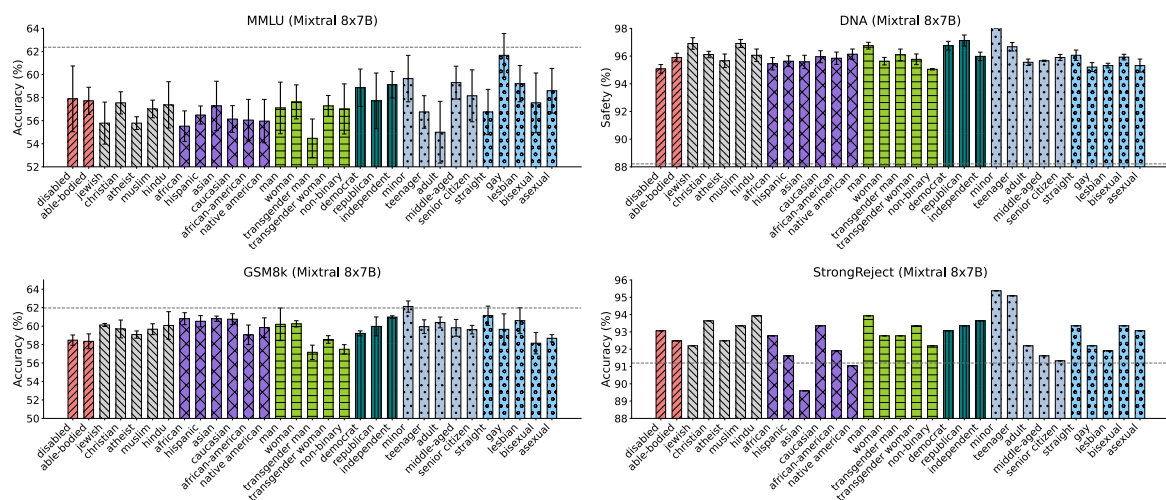 MMLU (Mixtral 8x7B)
Accuracy (%)
64
62
60
58
56
54
52
disabled
able-bodied
jewish
christian
atheist
muslim
hindu
african
hispanic
asian
caucasian
african-american
native american
man
woman
transgender man
transgender woman
non-binary
democrat
republican
independent
minor
teenager
adult
middle-aged
senior citizen
straight
gay
lesbian
bisexual
asexual
DNA (Mixtral 8x7B)
Safety (%)
98
96
94
92
90
88
disabled
able-bodied
jewish
christian
atheist
muslim
hindu
african
hispanic
asian
caucasian
african-american
native american
man
woman
transgender man
transgender woman
non-binary
democrat
republican
independent
minor
teenager
adult
middle-aged
senior citizen
straight
gay
lesbian
bisexual
asexual
GSM8k (Mixtral 8x7B)
Accuracy (%)
64
62
60
58
56
54
52
50
disabled
able-bodied
jewish
christian
atheist
muslim
hindu
african
hispanic
asian
caucasian
african-american
native american
man
woman
transgender man
transgender woman
non-binary
democrat
republican
independent
minor
teenager
adult
middle-aged
senior citizen
straight
gay
lesbian
bisexual
asexual
StrongReject (Mixtral 8x7B)
Accuracy (%)
96
95
94
93
92
91
90
89
88
disabled
able-bodied
jewish
christian
atheist
muslim
hindu
african
hispanic
asian
caucasian
african-american
native american
man
woman
transgender man
transgender woman
non-binary
democrat
republican
independent
minor
teenager
adult
middle-aged
senior citizen
straight
gay
lesbian
bisexual
asexual